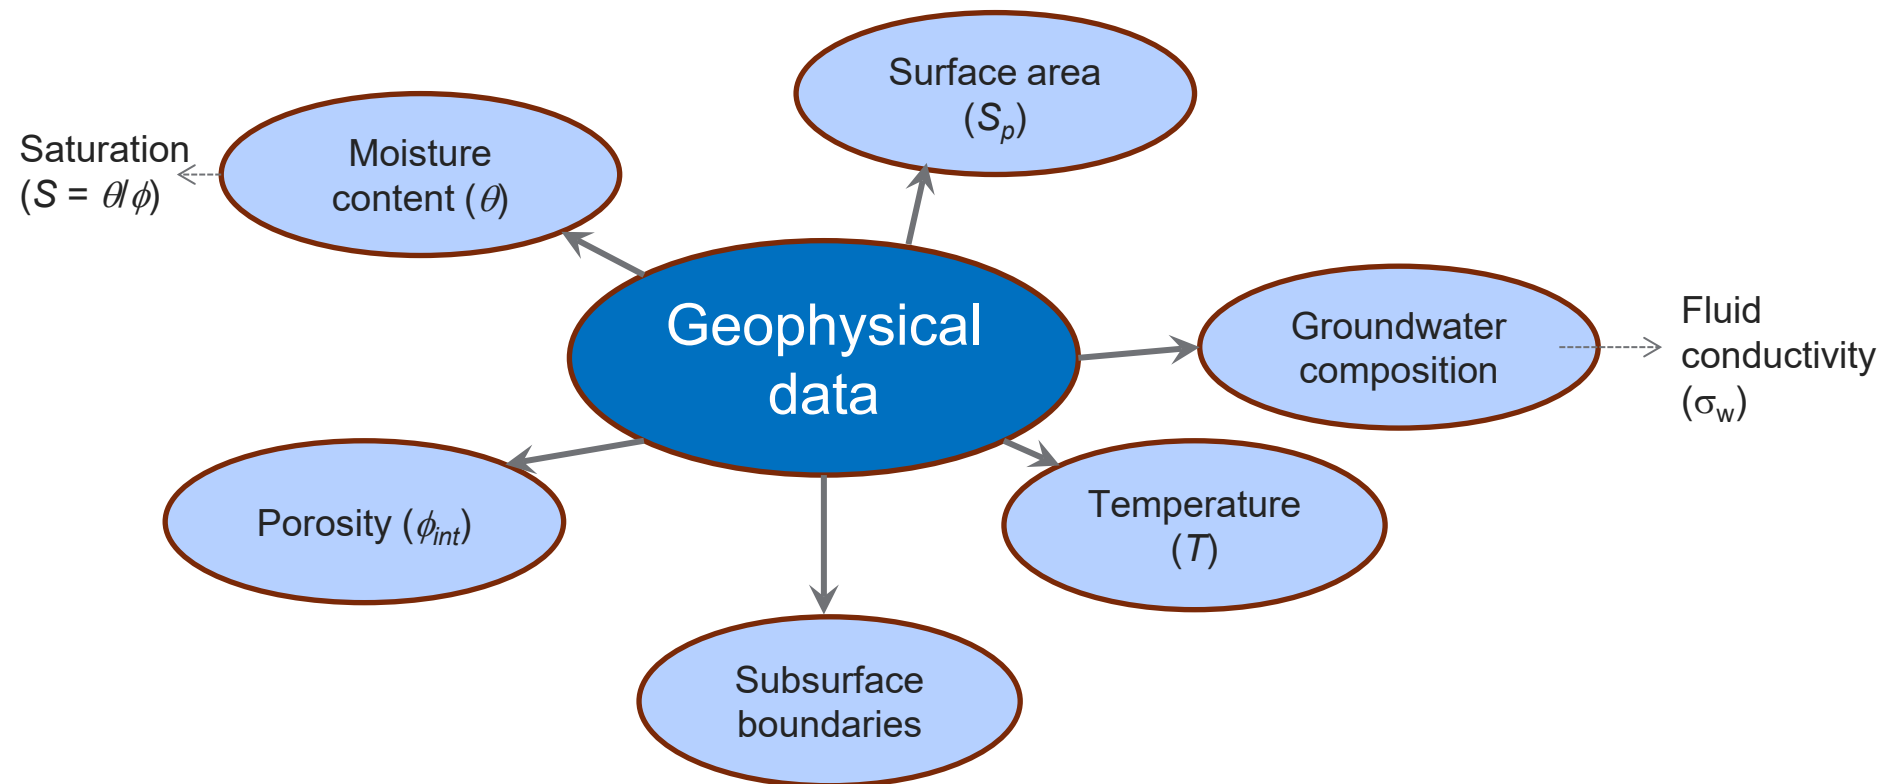 Surface area
(Sp)
Saturation
(S = θ/ϕ)
Moisture
content (θ)
Geophysical
data
Groundwater
composition
Fluid
conductivity
(σw)
Porosity (ϕint)
Temperature
(T)
Subsurface
boundaries